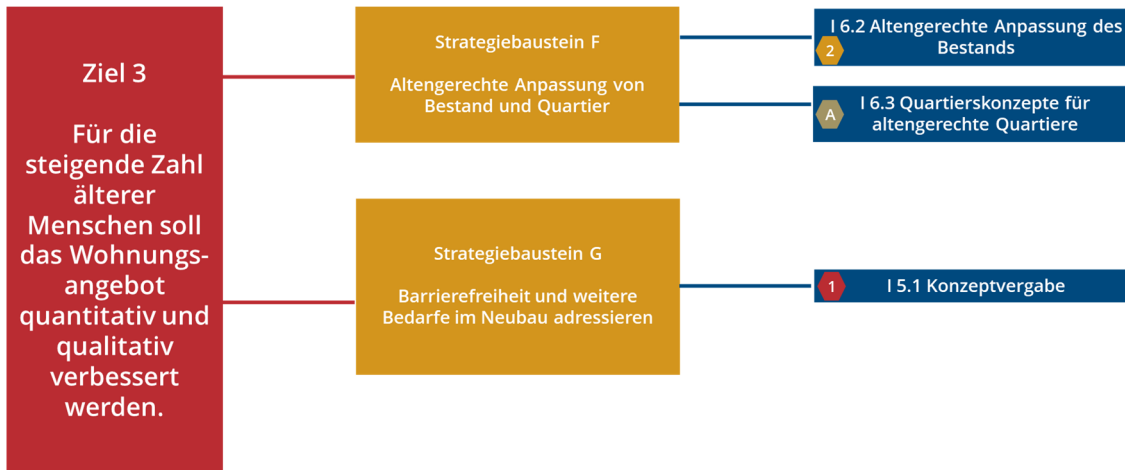 Ziel 3
Für die
steigende Zahl
älterer
Menschen soll
das Wohnungs-
angebot
quantitativ und
qualitativ
verbessert
werden.
Strategiebaustein F
Altengerechte Anpassung von
Bestand und Quartier
I 6.2 Altengerechte Anpassung des
Bestands
2
I 6.3 Quartierskonzepte für
altengerechte Quartiere
A
Strategiebaustein G
Barrierefreiheit und weitere
Bedarfe im Neubau adressieren
1
I 5.1 Konzeptvergabe